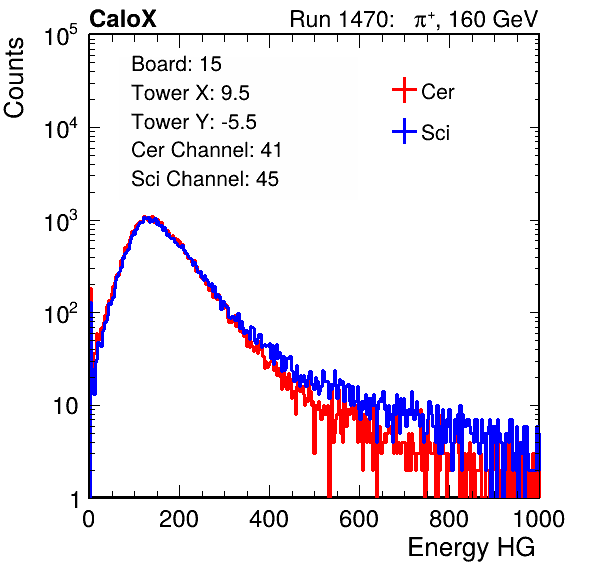 CaloX Run 1470: π⁺, 160 GeV
Board: 15
Tower X: 9.5
Tower Y: -5.5
Cer Channel: 41
Sci Channel: 45
Cer
Sci
Counts
10⁵
10⁴
10³
10²
10
1
0 200 400 600 800 1000
Energy HG